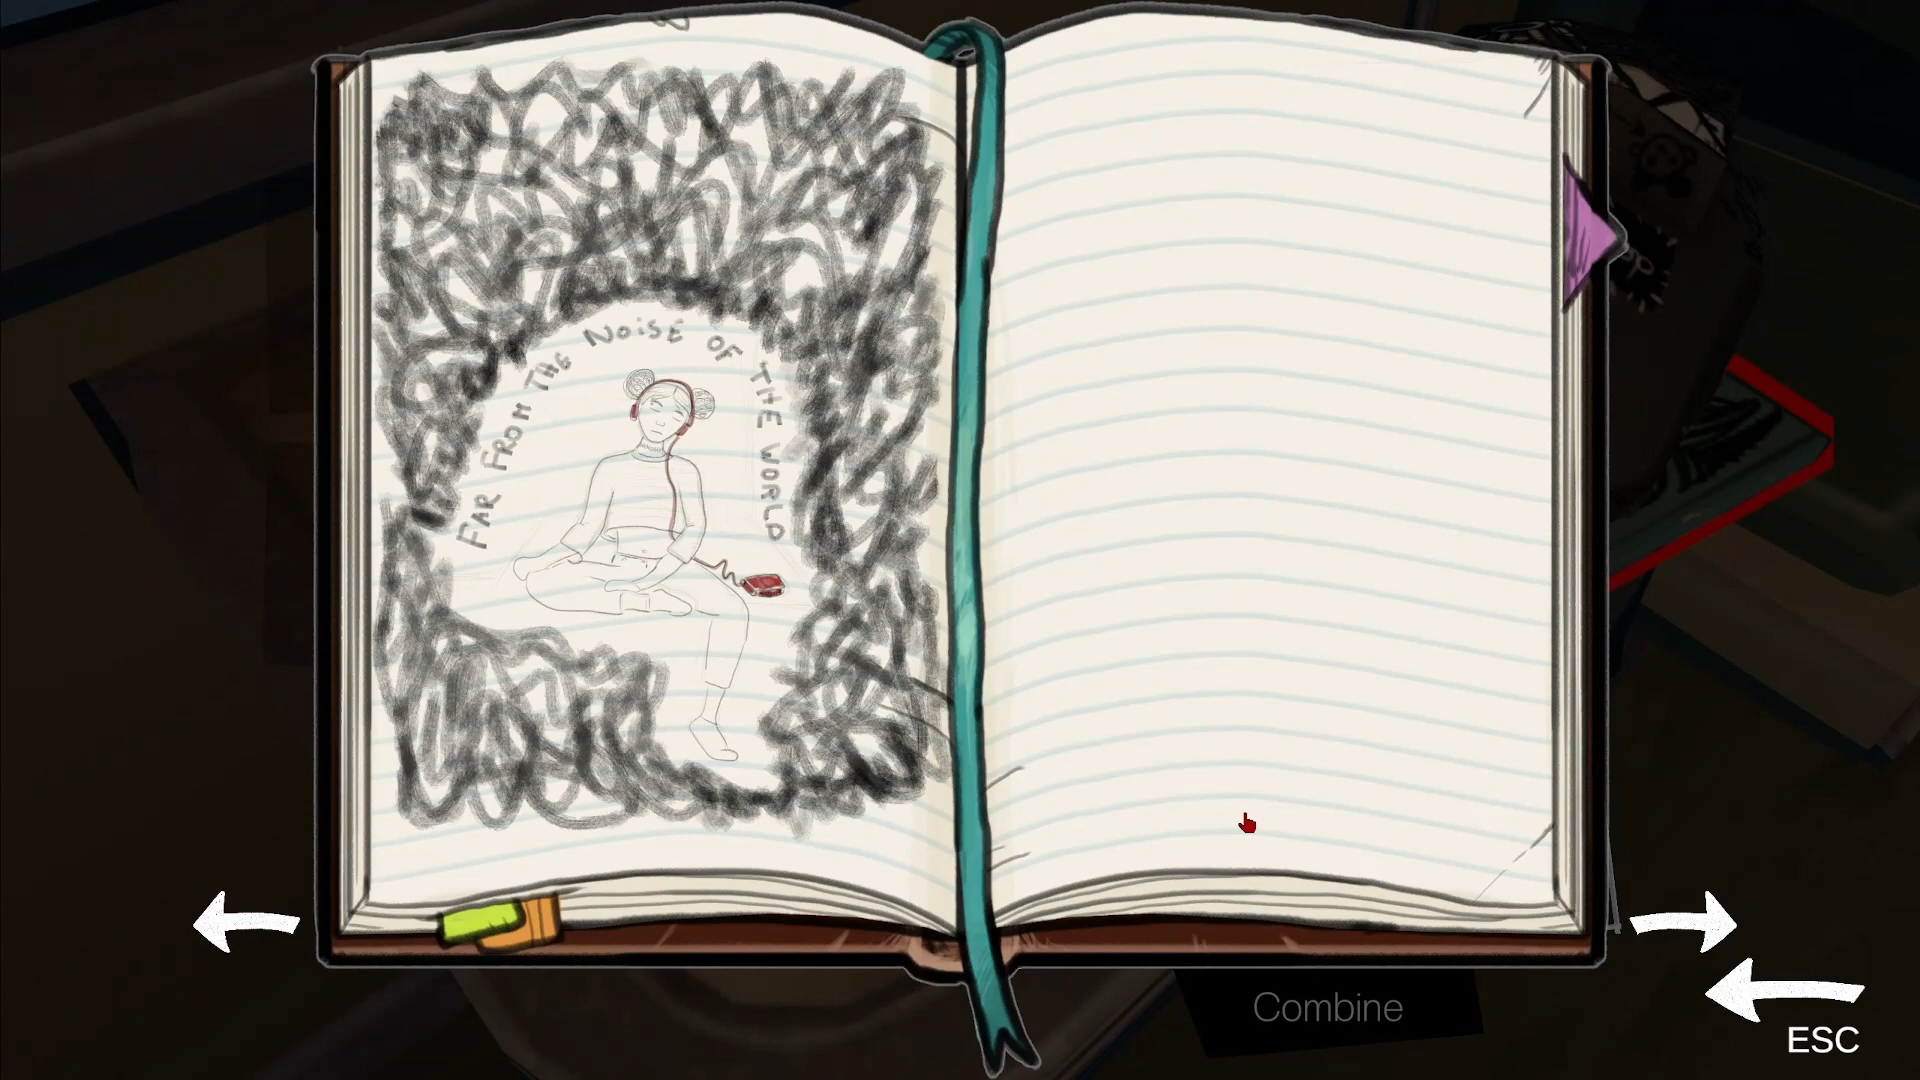 FAR FROM THE NOiSE OF THE WORLD
Combine
ESC